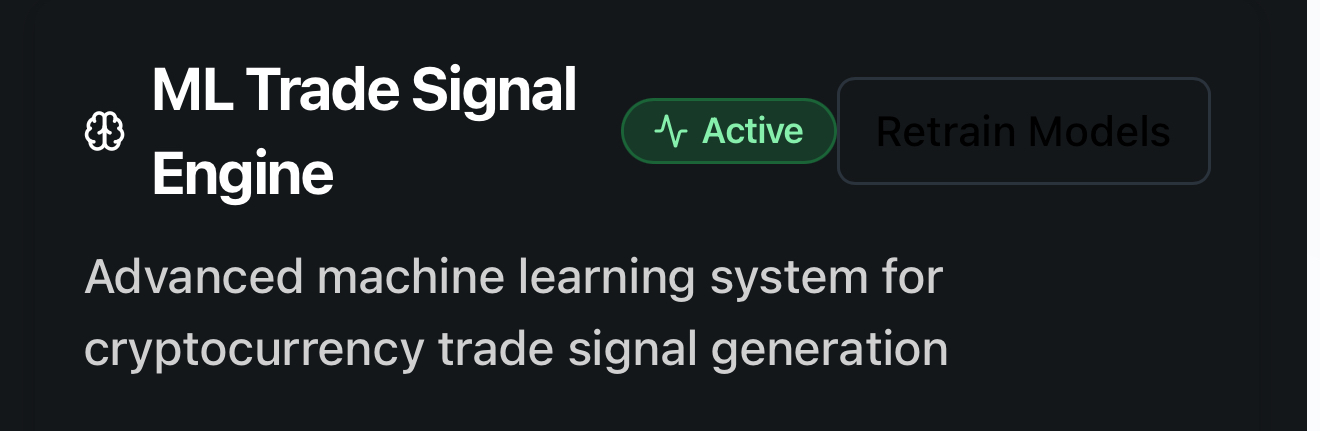 ML Trade Signal
Engine
Active
Retrain Models
Advanced machine learning system for
cryptocurrency trade signal generation